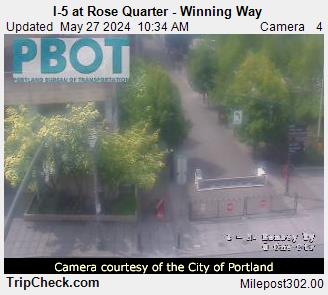 I-5 at Rose Quarter - Winning Way
Updated May 27 2024 10:34 AM Camera 4
PBOT
PORTLAND BUREAU OF TRANSPORTATION
Camera courtesy of the City of Portland
TripCheck.com Milepost302.00